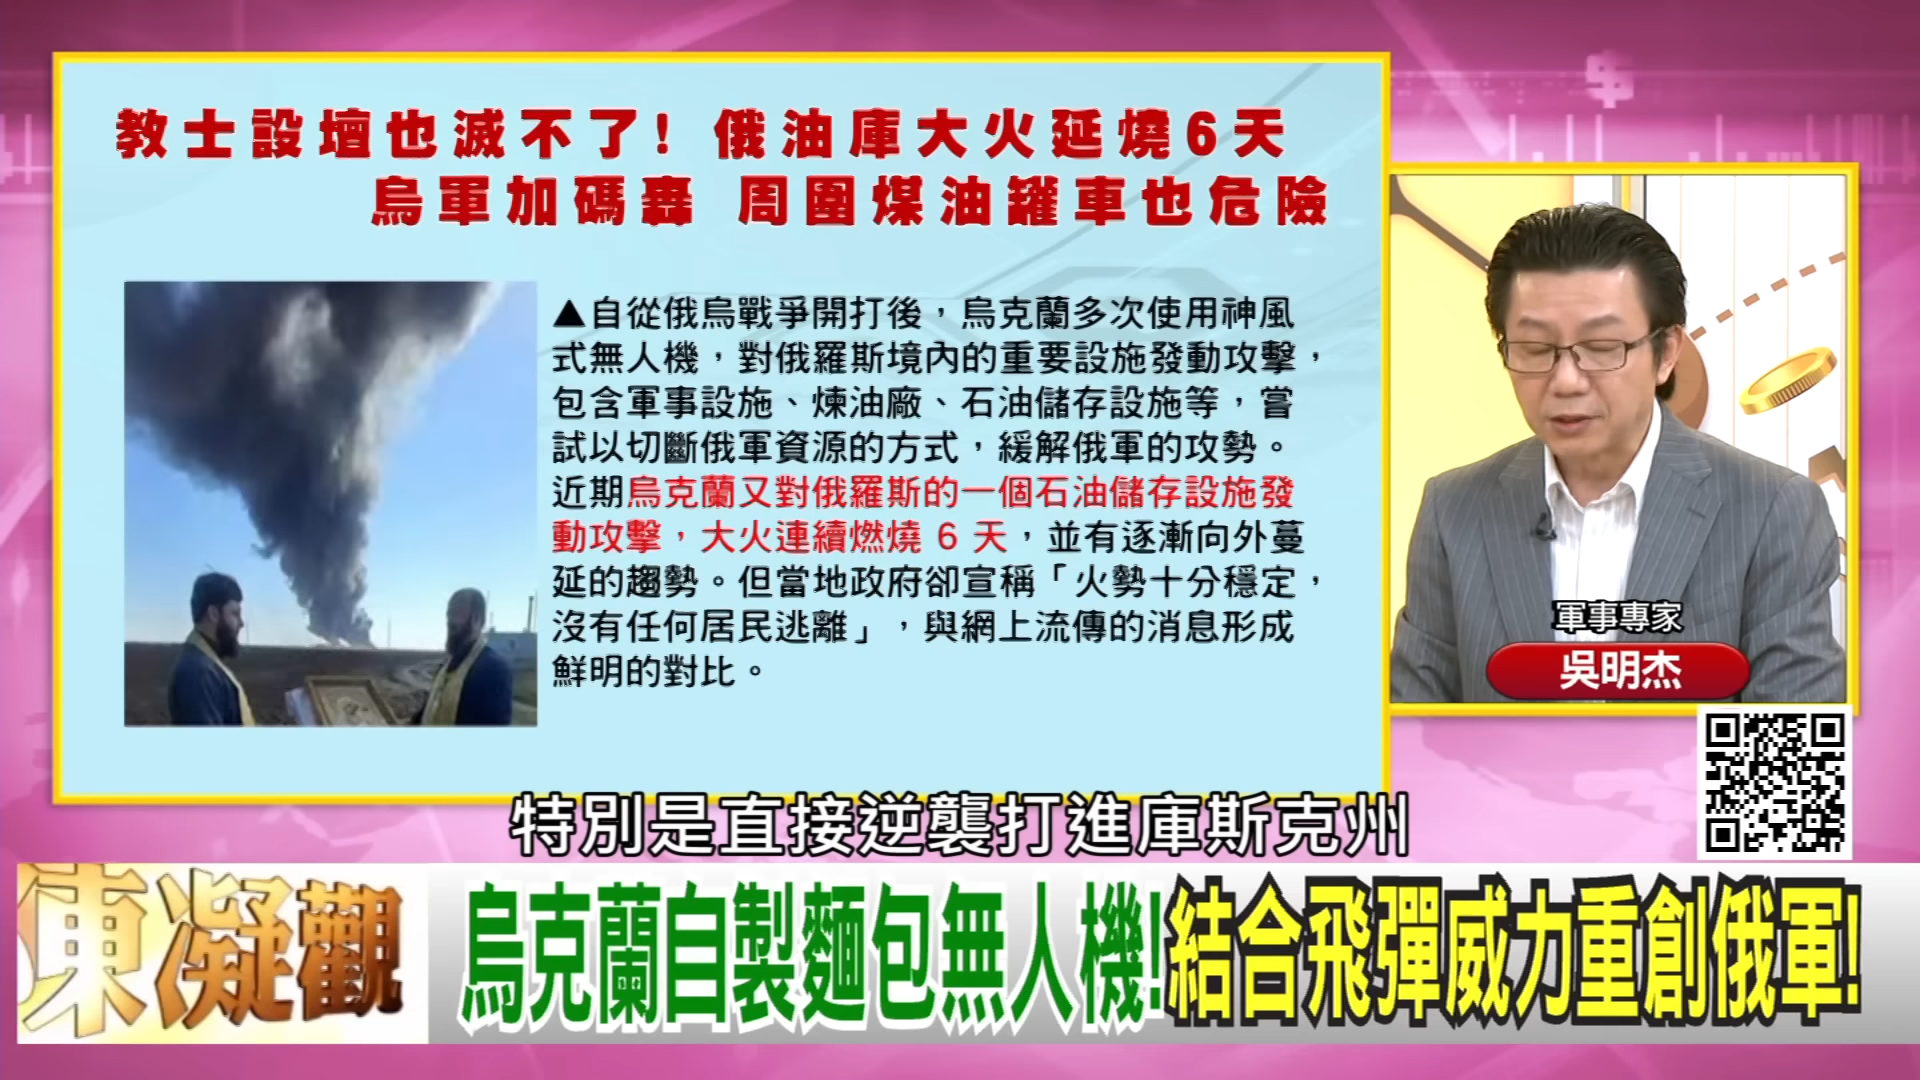 教士設壇也滅不了! 俄油庫大火延燒6天
烏軍加碼轟 周圍煤油罐車也危險
▲自從俄烏戰爭開打後，烏克蘭多次使用神風
式無人機，對俄羅斯境內的重要設施發動攻擊，
包含軍事設施、煉油廠、石油儲存設施等，嘗
試以切斷俄軍資源的方式，緩解俄軍的攻勢。
近期烏克蘭又對俄羅斯的一個石油儲存設施發
動攻擊，大火連續燃燒 6 天，並有逐漸向外蔓
延的趨勢。但當地政府卻宣稱「火勢十分穩定，
沒有任何居民逃離」，與網上流傳的消息形成
鮮明的對比。
軍事專家
吳明杰
特別是直接逆襲打進庫斯克州
凍凝觀
烏克蘭自製麵包無人機!結合飛彈威力重創俄軍!